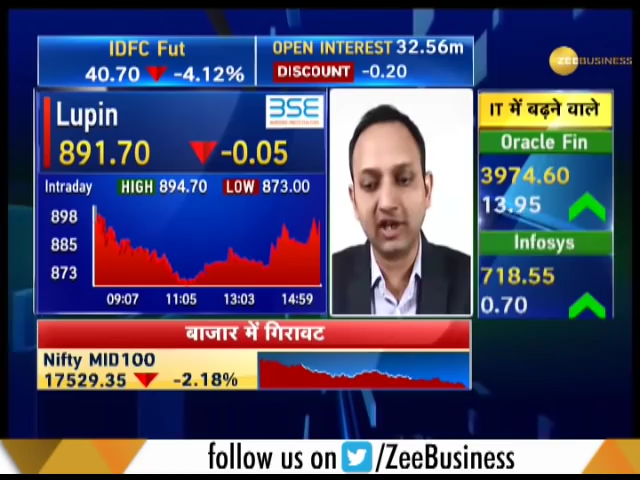 IDFC Fut
40.70 -4.12%
OPEN INTEREST 32.56m
DISCOUNT -0.20
ZEEBUSINESS
Lupin
BSE
891.70 -0.05
Intraday HIGH 894.70 LOW 873.00
898
885
873
09:07 11:05 13:03 14:59
IT में बढ़ने वाले
Oracle Fin
3974.60
13.95
Infosys
718.55
0.70
बाजार में गिरावट
Nifty MID100
17529.35 -2.18%
follow us on /ZeeBusiness